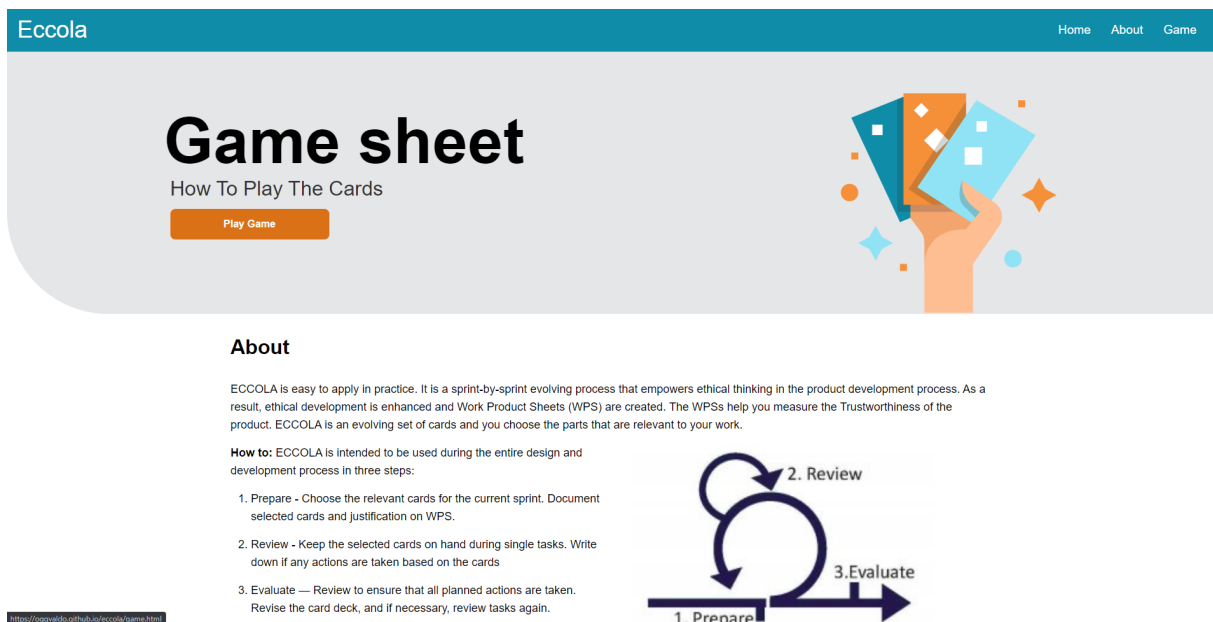 Eccola
Home About Game
Game sheet
How To Play The Cards
Play Game
About
ECCOLA is easy to apply in practice. It is a sprint-by-sprint evolving process that empowers ethical thinking in the product development process. As a
result, ethical development is enhanced and Work Product Sheets (WPS) are created. The WPSs help you measure the Trustworthiness of the
product. ECCOLA is an evolving set of cards and you choose the parts that are relevant to your work.
How to: ECCOLA is intended to be used during the entire design and
development process in three steps:
1. Prepare - Choose the relevant cards for the current sprint. Document
selected cards and justification on WPS.
2. Review - Keep the selected cards on hand during single tasks. Write
down if any actions are taken based on the cards
3. Evaluate — Review to ensure that all planned actions are taken.
Revise the card deck, and if necessary, review tasks again.
2. Review
3.Evaluate
1. Prepare
https://oggvaldo.github.io/eccola/game.html